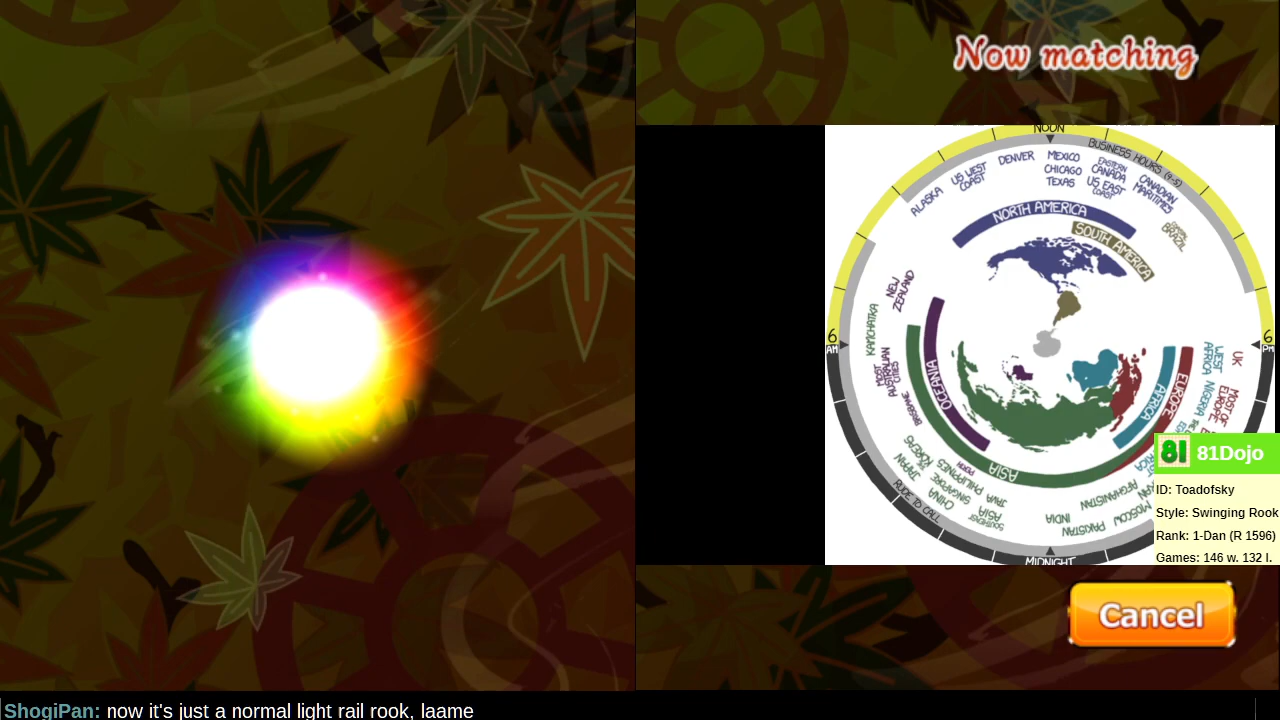 Now matching
NOON
BUSINESS HOURS (9-5)
ALASKA
US WEST
COAST
DENVER
MEXICO
CHICAGO
TEXAS
EASTERN
CANADA
US EAST
COAST
CANADIAN
MARITIMES
BRAZIL
NORTH AMERICA
SOUTH AMERICA
NEW
ZEALAND
KAMCHATKA
6
AM
6
PM
MOST
AUSTRALIAN
CITIES
BRISBANE
OCEANIA
ASIA
AFRICA
EUROPE
UK
WEST
AFRICA
NIGERIA
MOST OF
EUROPE
KOREAS
JAPAN
PERTH
PHILIPPINES
SINGAPORE
CHINA
JAVA
SOUTHEAST
ASIA
INDIA
PAKISTAN
AFGHANISTAN
MOSCOW
RUDE TO CALL
MIDNIGHT
81 81Dojo
ID: Toadofsky
Style: Swinging Rook
Rank: 1-Dan (R 1596)
Games: 146 w. 132 l.
Cancel
ShogiPan: now it's just a normal light rail rook, laame